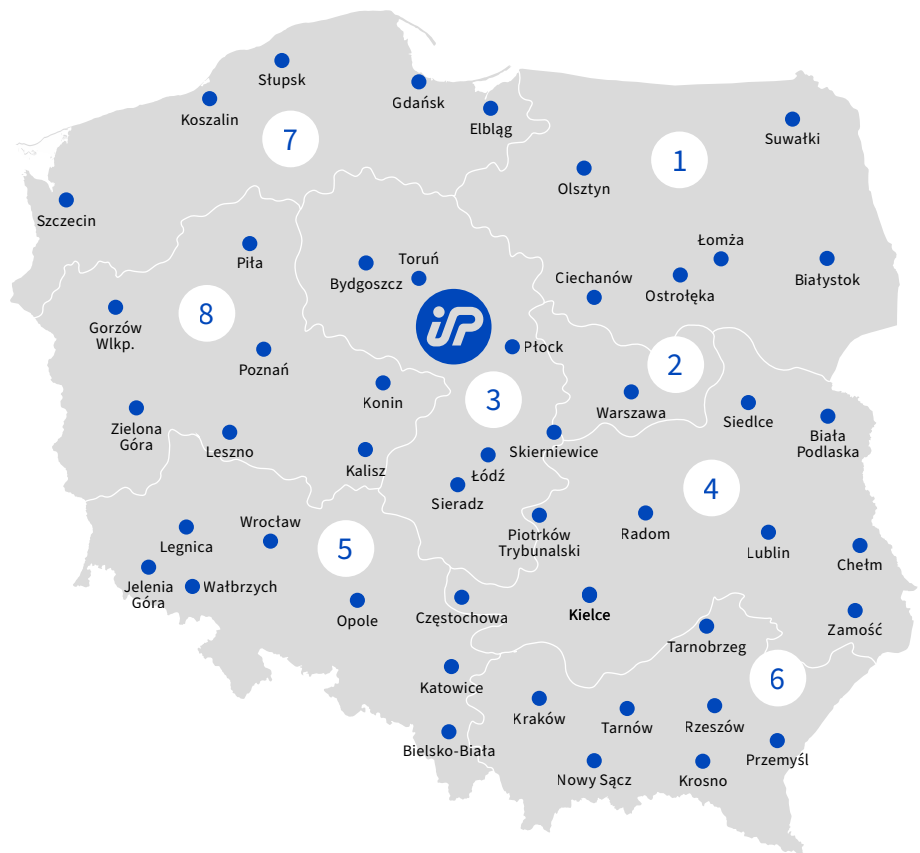 Słupsk
Gdańsk
Koszalin
Elbląg
7
Suwałki
1
Olsztyn
Szczecin
Piła
Toruń
Bydgoszcz
Łomża
Ciechanów
Ostrołęka
Białystok
8
Gorzów
Wlkp.
iSP
Płock
Poznań
2
Konin
3
Warszawa
Siedlce
Zielona
Góra
Leszno
Biała
Podlaska
Skierniewice
Kalisz
Łódź
Sieradz
4
Wrocław
Legnica
5
Piotrków
Trybunalski
Radom
Lublin
Chełm
Jelenia
Góra
Wałbrzych
Opole
Częstochowa
Kielce
Zamość
Tarnobrzeg
6
Katowice
Kraków
Tarnów
Rzeszów
Bielsko-Biała
Przemyśl
Nowy Sącz
Krosno